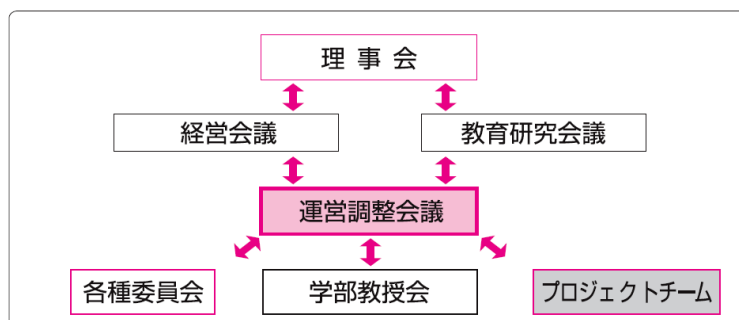 理事会
経営会議
教育研究会議
運営調整会議
各種委員会
学部教授会
プロジェクトチーム